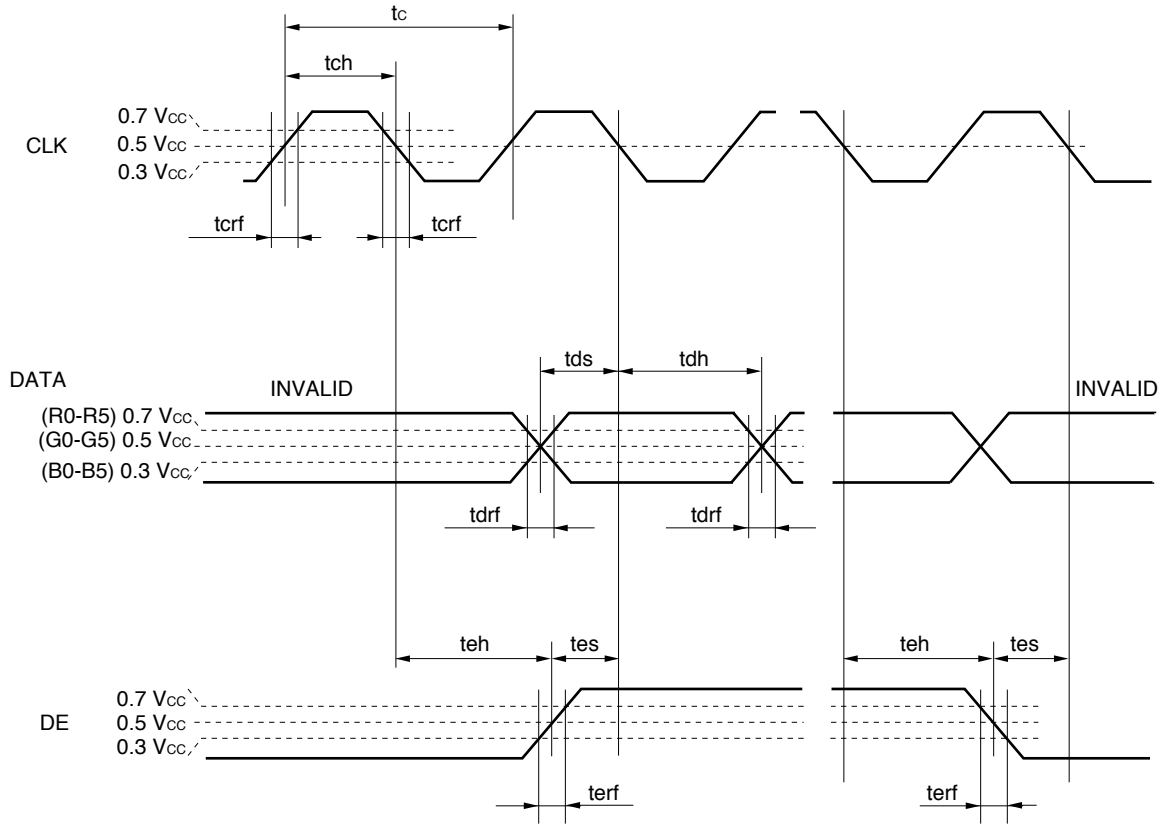 tc
tch
0.7 Vcc
CLK
0.5 Vcc
0.3 Vcc
tcrf
tcrf
tds
tdh
DATA
INVALID
INVALID
(R0-R5) 0.7 Vcc
(G0-G5) 0.5 Vcc
(B0-B5) 0.3 Vcc
tdrf
tdrf
teh
tes
teh
tes
0.7 Vcc
DE
0.5 Vcc
0.3 Vcc
terf
terf